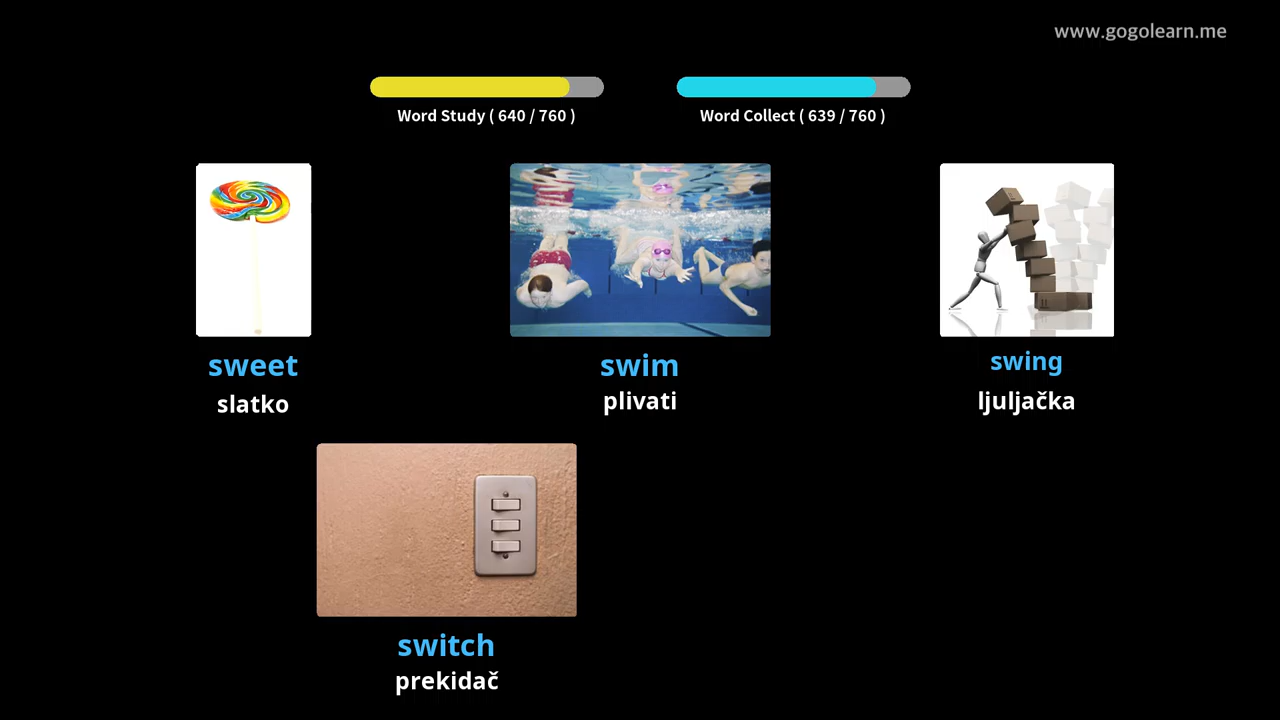 www.gogolearn.me
Word Study ( 640 / 760 )
Word Collect ( 639 / 760 )
sweet
slatko
swim
plivati
swing
ljuljačka
switch
prekidač